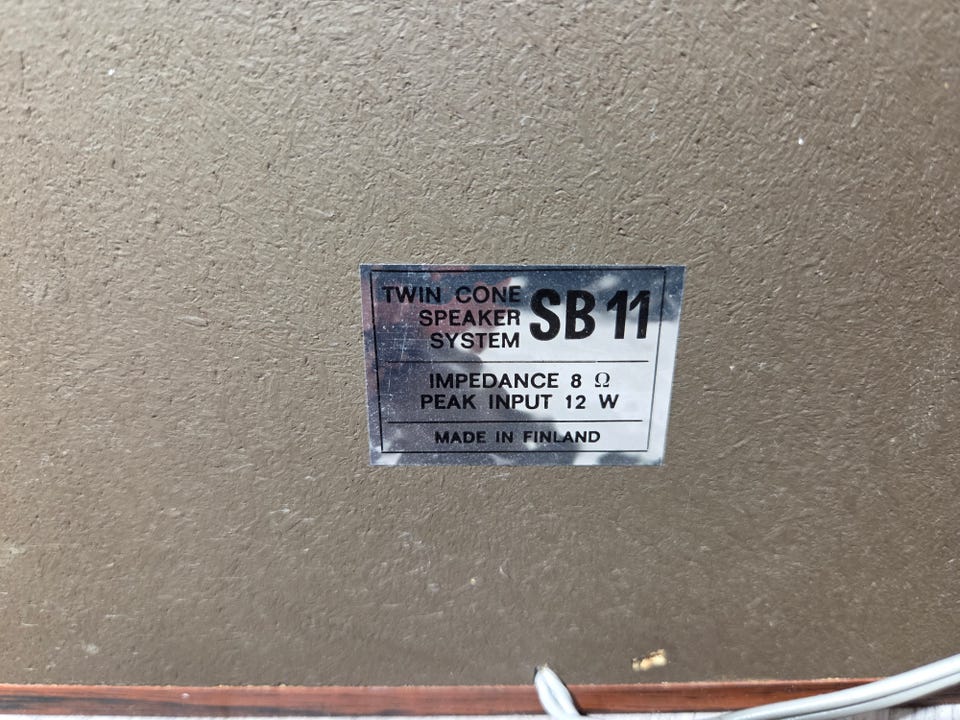 TWIN CONE
SPEAKER
SYSTEM
SB 11
IMPEDANCE 8 Ω
PEAK INPUT 12 W
MADE IN FINLAND